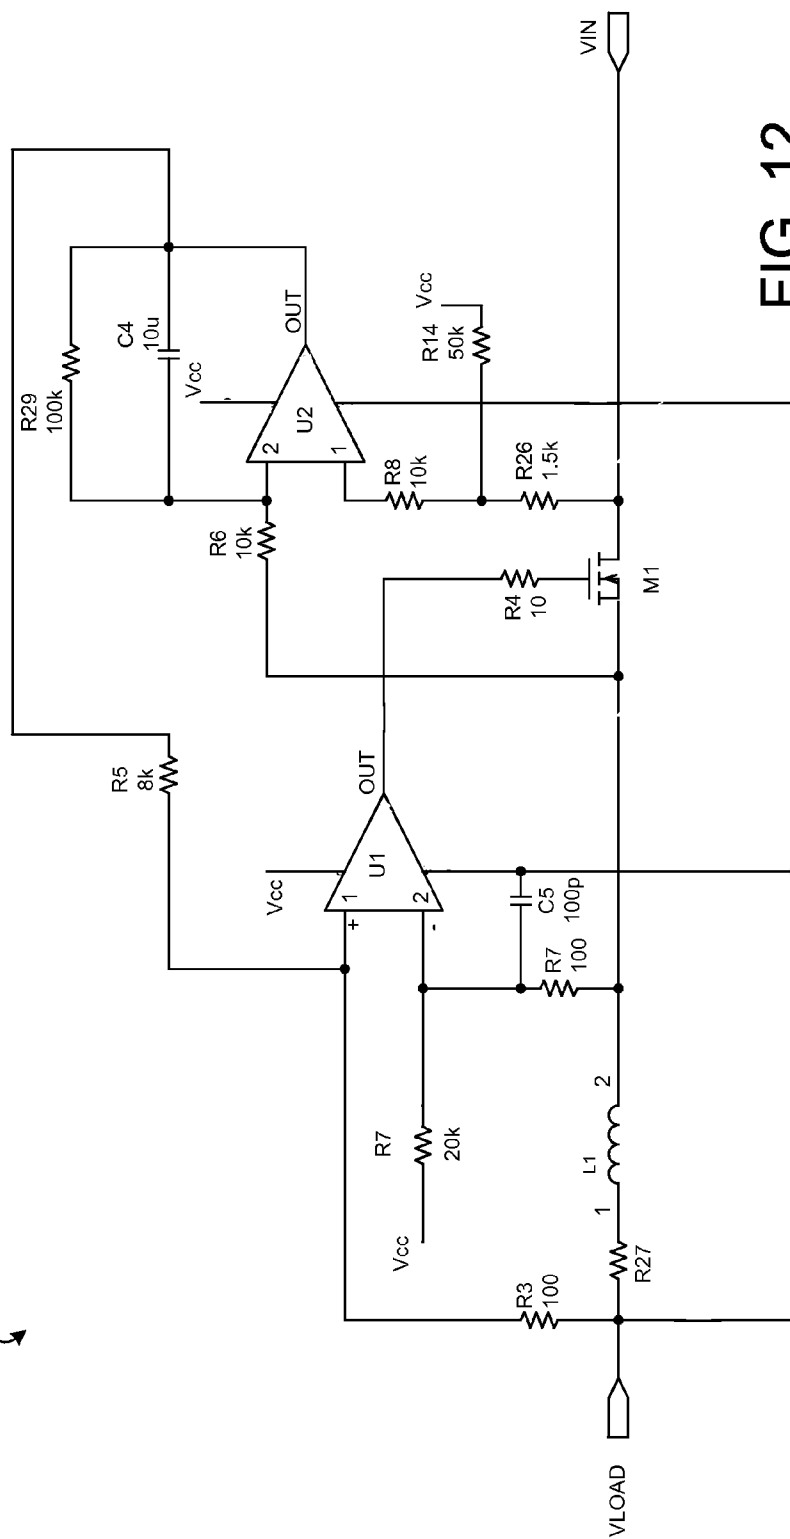 VIN
FIG. 12
R29
100k
C4
10u
Vcc
OUT
U2
2
1
Vcc
R14
50k
R8
10k
R26
1.5k
R6
10k
R4
10
M1
R5
8k
OUT
Vcc
U1
1
2
+
-
C5
100p
R7
100
R7
20k
Vcc
L1
2
1
R27
R3
100
VLOAD